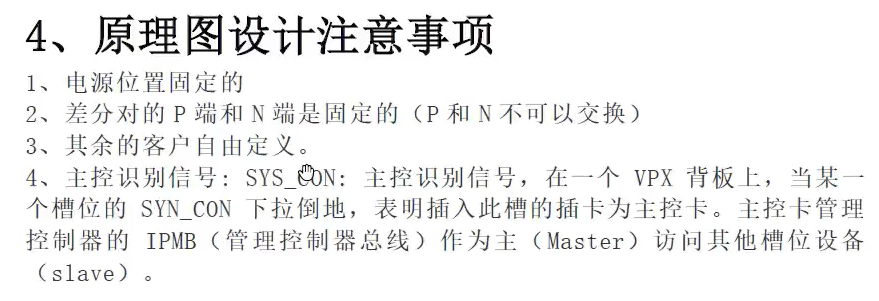 4、原理图设计注意事项
1、电源位置固定的
2、差分对的 P 端和 N 端是固定的（P 和 N 不可以交换）
3、其余的客户自由定义。
4、主控识别信号: SYS_CON: 主控识别信号，在一个 VPX 背板上，当某一
个槽位的 SYN_CON 下拉倒地，表明插入此槽的插卡为主控卡。主控卡管理
控制器的 IPMB（管理控制器总线）作为主（Master）访问其他槽位设备
（slave）。